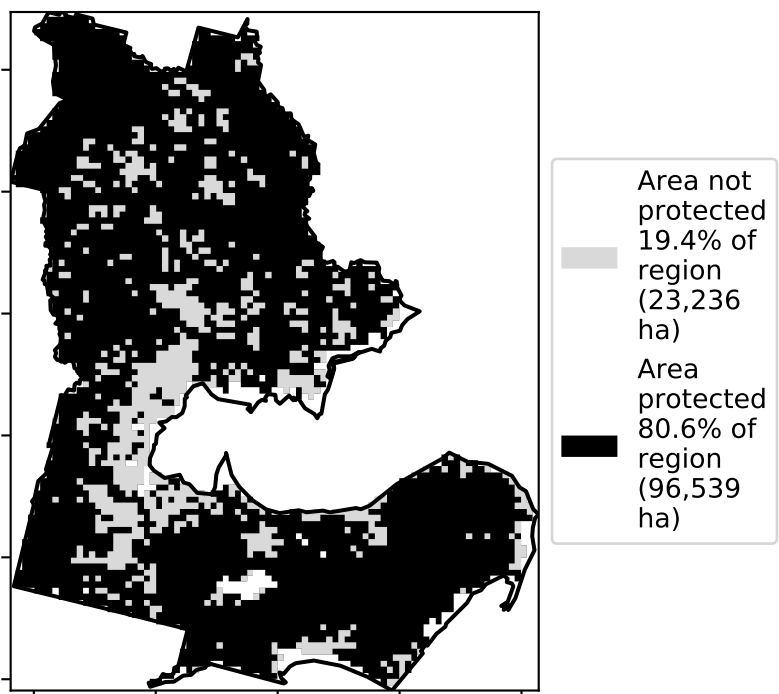 Area not
protected
19.4% of
region
(23,236
ha)
Area
protected
80.6% of
region
(96,539
ha)